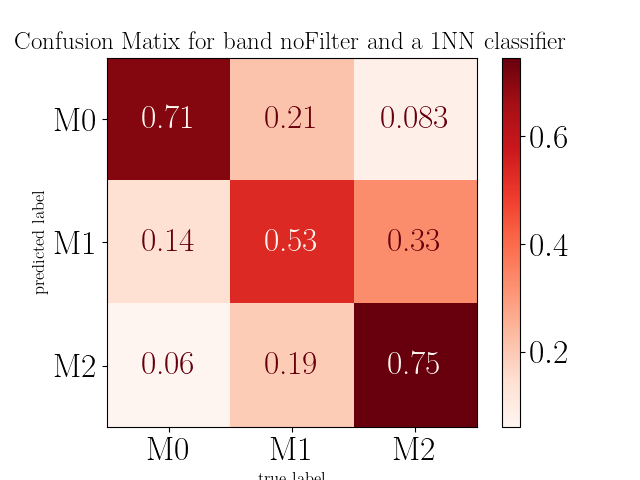 Confusion Matix for band noFilter and a 1NN classifier
M0 0.71 0.21 0.083
M1 0.14 0.53 0.33
M2 0.06 0.19 0.75
M0 M1 M2
predicted label
true label
0.6
0.4
0.2